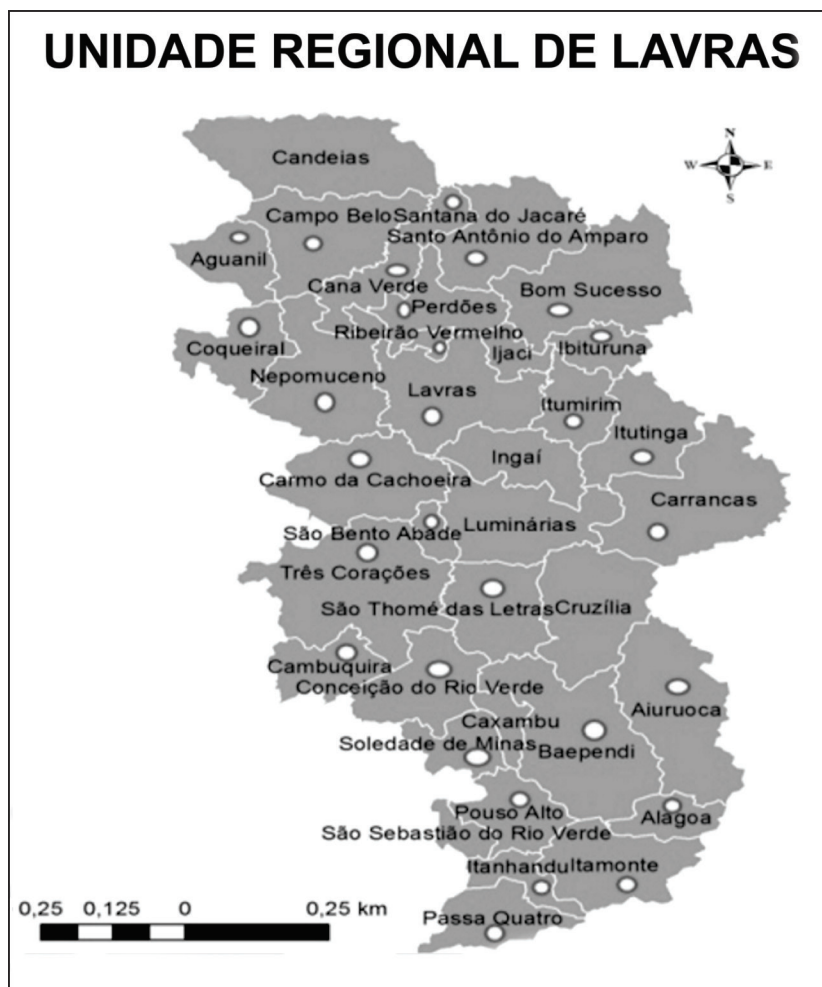 UNIDADE REGIONAL DE LAVRAS
N
W E
S
Candeias
Campo Belo Santana do Jacaré
Santo Antônio do Amparo
Aguanil
Cana Verde
Bom Sucesso
Perdões
Ribeirão Vermelho
Coqueiral
Ijaci
Ibituruna
Nepomuceno
Lavras
Itumirim
Itutinga
Ingaí
Carmo da Cachoeira
Carrancas
São Bento Abade
Luminárias
Três Corações
São Thomé das Letras
Cruzília
Cambuquira
Conceição do Rio Verde
Aiuruoca
Caxambu
Soledade de Minas
Baependi
Pouso Alto
Alagoa
São Sebastião do Rio Verde
Itanhandu
Itamonte
0,25 0,125 0 0,25 km
Passa Quatro